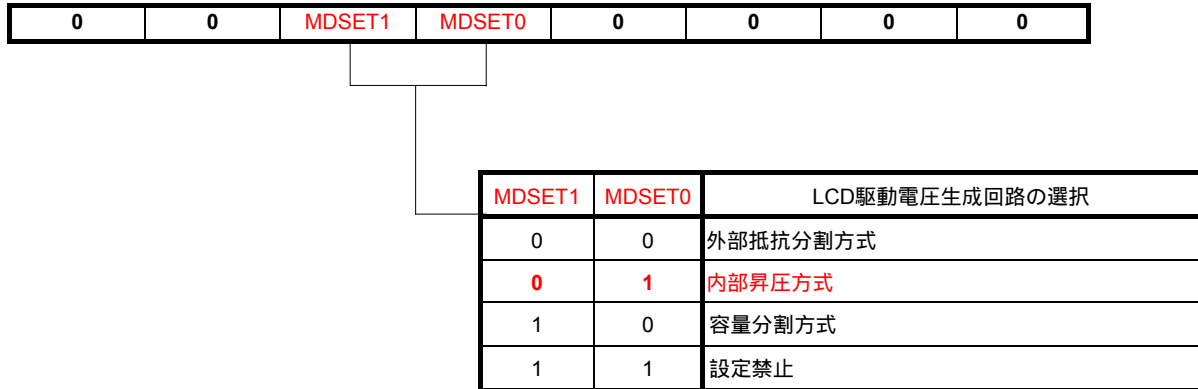 0 0 MDSET1 MDSET0 0 0 0 0
MDSET1 MDSET0 LCD駆動電圧生成回路の選択
0 0 外部抵抗分割方式
0 1 内部昇圧方式
1 0 容量分割方式
1 1 設定禁止